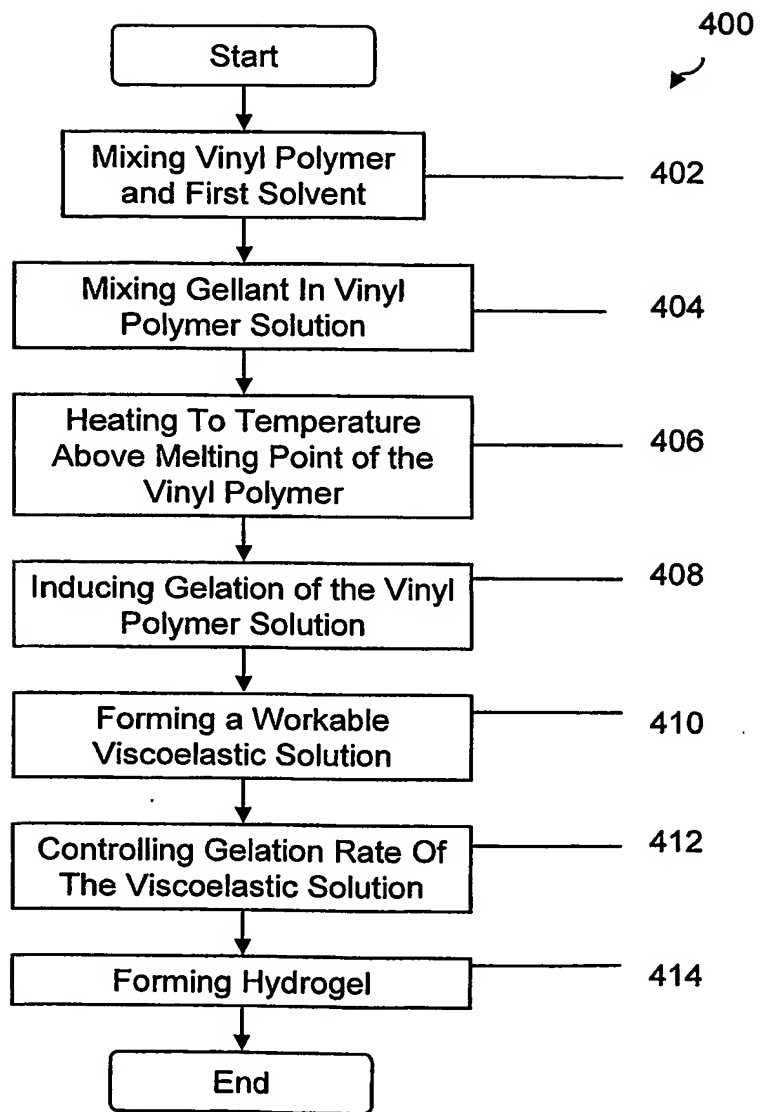 400
Start
Mixing Vinyl Polymer
and First Solvent
402
Mixing Gellant In Vinyl
Polymer Solution
404
Heating To Temperature
Above Melting Point of the
Vinyl Polymer
406
Inducing Gelation of the Vinyl
Polymer Solution
408
Forming a Workable
Viscoelastic Solution
410
Controlling Gelation Rate Of
The Viscoelastic Solution
412
Forming Hydrogel
414
End